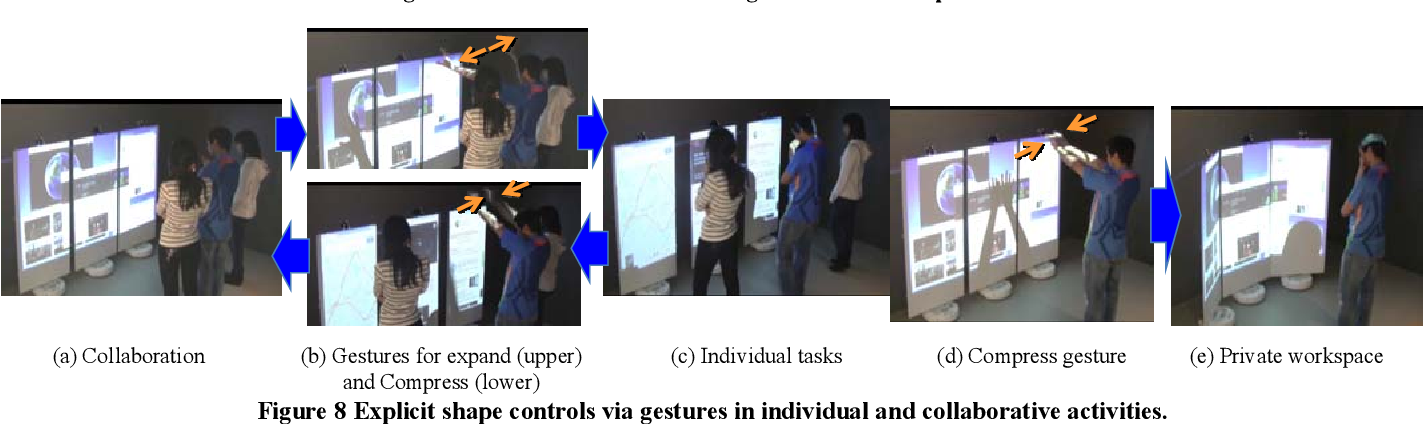 (a) Collaboration
(b) Gestures for expand (upper)
and Compress (lower)
(c) Individual tasks
(d) Compress gesture
(e) Private workspace
Figure 8 Explicit shape controls via gestures in individual and collaborative activities.